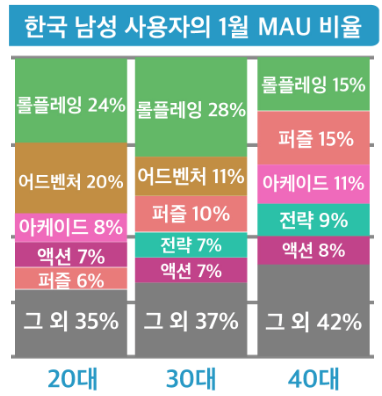 한국 남성 사용자의 1월 MAU 비율
롤플레잉 24%
어드벤처 20%
아케이드 8%
액션 7%
퍼즐 6%
그 외 35%
20대
롤플레잉 28%
어드벤처 11%
퍼즐 10%
전략 7%
액션 7%
그 외 37%
30대
롤플레잉 15%
퍼즐 15%
아케이드 11%
전략 9%
액션 8%
그 외 42%
40대